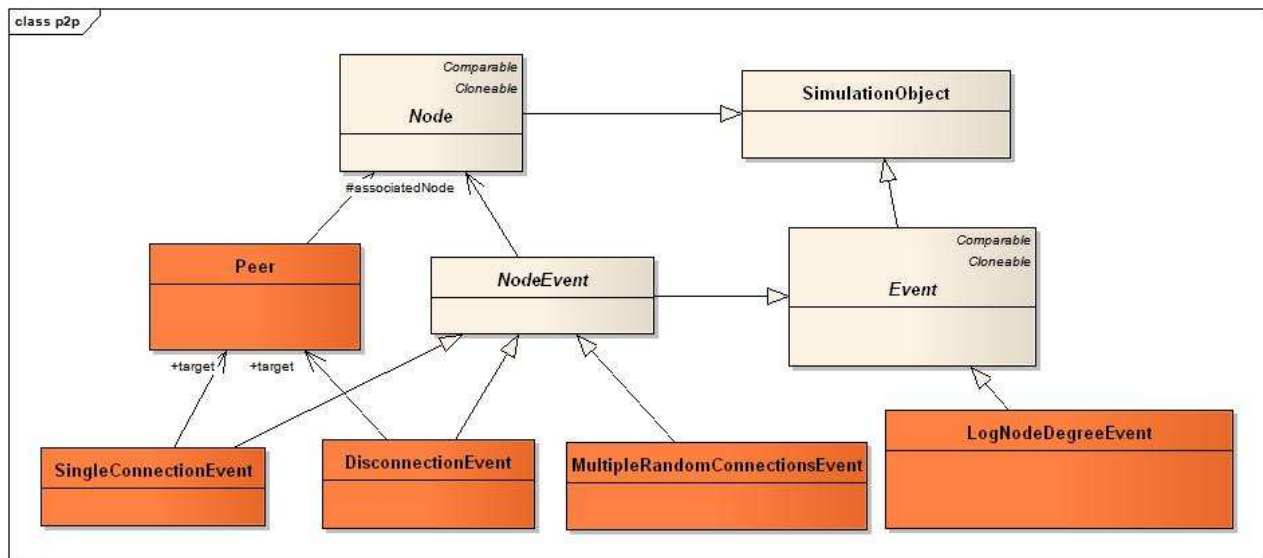 class p2p
Comparable
Cloneable
Node
SimulationObject
#associatedNode
Peer
NodeEvent
Comparable
Cloneable
Event
+target
+target
SingleConnectionEvent
DisconnectionEvent
MultipleRandomConnectionsEvent
LogNodeDegreeEvent